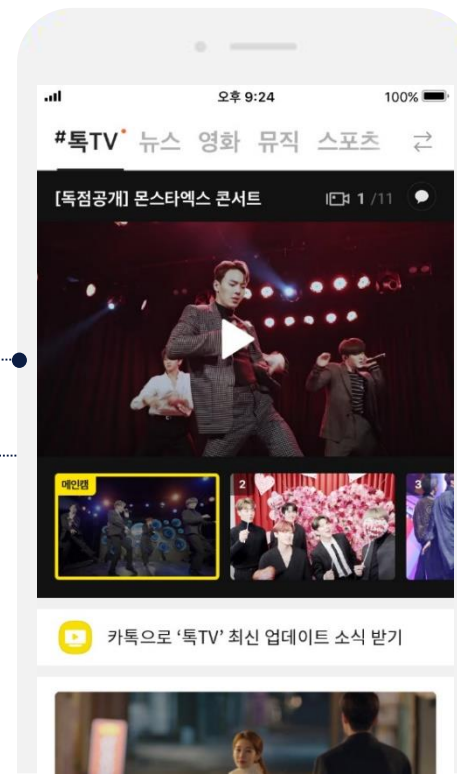 오후 9:24
100%
#톡TV 뉴스 영화 뮤직 스포츠
[독점공개] 몬스타엑스 콘서트
1 /11
메인캠
2
3
카톡으로 '톡TV' 최신 업데이트 소식 받기